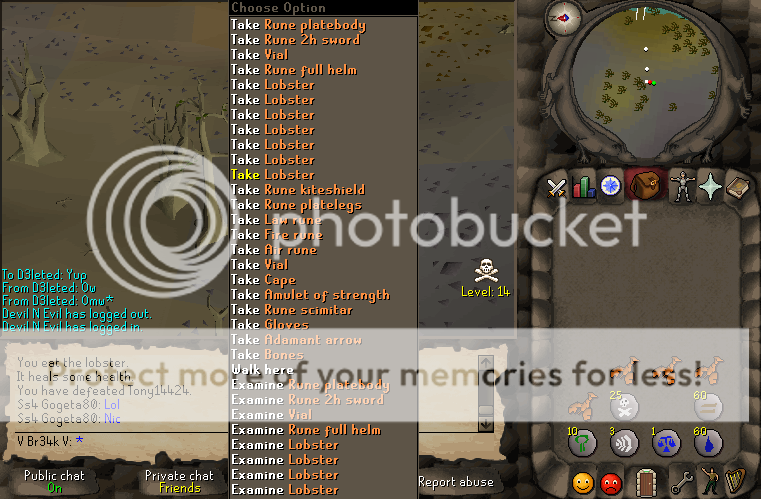 Choose Option
Take Rune platebody
Take Rune 2h sword
Take Vial
Take Rune full helm
Take Lobster
Take Lobster
Take Lobster
Take Lobster
Take Lobster
Take Lobster
Take Lobster
Take Rune kiteshield
Take Rune platelegs
Take Law rune
Take Fire rune
Take Air rune
Take Vial
Take Cape
Take Amulet of strength
Take Rune scimitar
Take Gloves
Take Adamant arrow
Take Bones
Walk here
Examine Rune platebody
Examine Rune 2h sword
Examine Vial
Examine Rune full helm
Examine Lobster
Examine Lobster
Examine Lobster
Examine Lobster
To D3leted: Yup
From D3leted: Ow
From D3leted: Omw*
Devil N Evil has logged out.
Devil N Evil has logged in.
You eat the lobster.
It heals some health.
You have defeated Tony14424.
Ss4 Gogeta80: Lol
Ss4 Gogeta80: Nic
V Br34k V: *
Public chat
On
Private chat
Friends
Report abuse
Level: 14
25
60
10
3
1
60
photobucket
Protect more of your memories for less!